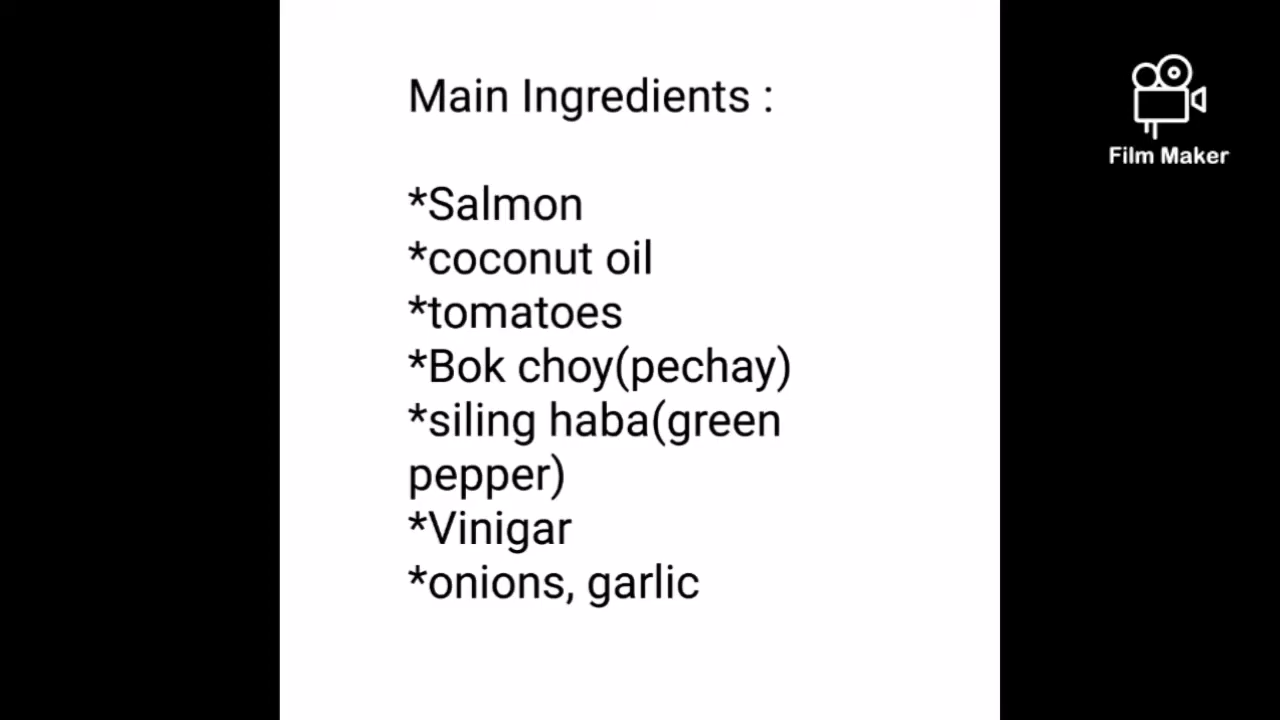 Main Ingredients :
*Salmon
*coconut oil
*tomatoes
*Bok choy(pechay)
*siling haba(green
pepper)
*Vinigar
*onions, garlic
Film Maker